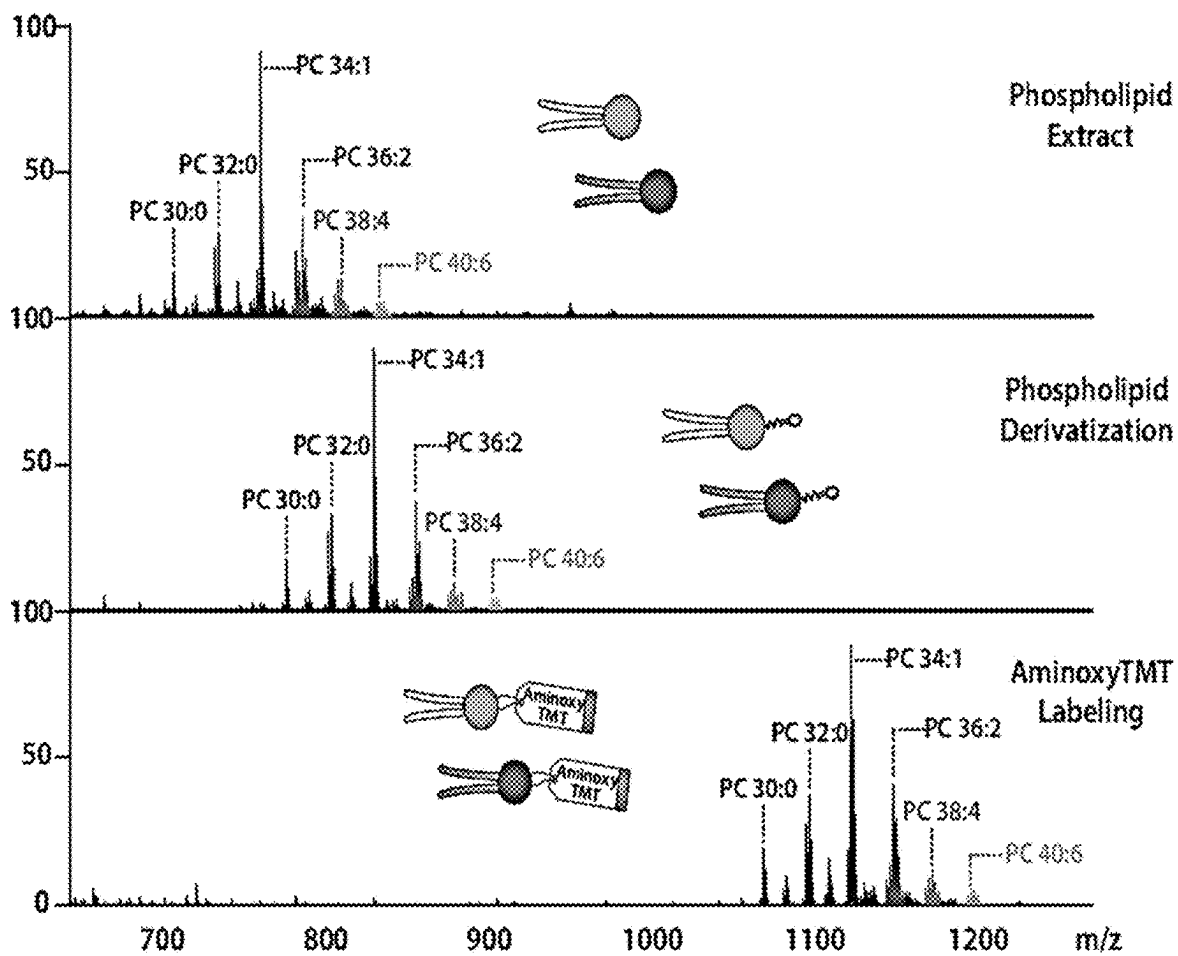 100
PC 34:1
Phospholipid
Extract
PC 32:0
PC 36:2
50
PC 30:0
PC 38:4
PC 40:6
100
PC 34:1
Phospholipid
Derivatization
PC 32:0
PC 36:2
50
PC 30:0
PC 38:4
PC 40:6
100
PC 34:1
AminoxyTMT
Labeling
Aminoxy
TMT
PC 32:0
PC 36:2
50
Aminoxy
TMT
PC 30:0
PC 38:4
PC 40:6
0
700 800 900 1000 1100 1200 m/z